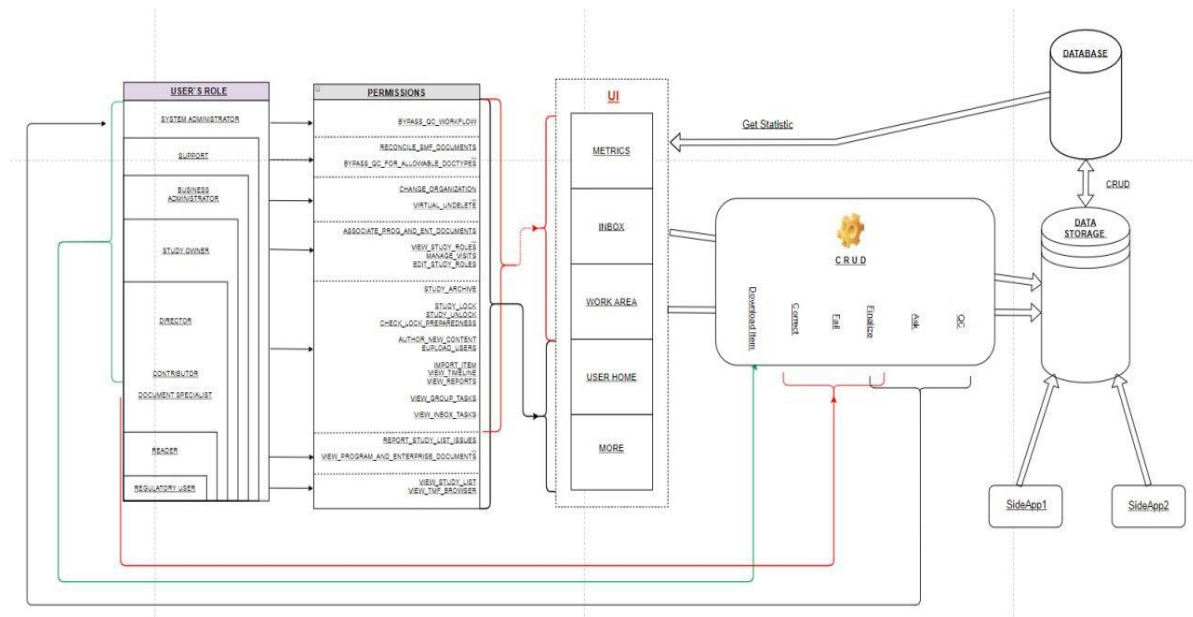 USER`S ROLE
SYSTEM ADMINISTRATOR
SUPPORT
BUSINESS
ADMINISTRATOR
STUDY OWNER
DIRECTOR
CONTRIBUTOR
DOCUMENT SPECIALIST
READER
REGULATORY USER
PERMISSIONS
BYPASS_QC_WORKFLOW
RECONCILE_SMF_DOCUMENTS
BYPASS_QC_FOR_ALLOWABLE_DOCTYPES
CHANGE_ORGANIZATION
VIRTUAL_UNDELETE
ASSOCIATE_PROG_AND_ENT_DOCUMENTS
VIEW_STUDY_ROLES
MANAGE_VISITS
EDIT_STUDY_ROLES
STUDY_ARCHIVE
STUDY_LOCK
STUDY_UNLOCK
CHECK_LOCK_PREPAREDNESS
AUTHOR_NEW_CONTENT
EUPLOAD_USERS
IMPORT_ITEM
VIEW_TIMELINE
VIEW_REPORTS
VIEW_GROUP_TASKS
VIEW_INBOX_TASKS
REPORT_STUDY_LIST_ISSUES
VIEW_PROGRAM_AND_ENTERPRISE_DOCUMENTS
VIEW_STUDY_LIST
VIEW_TMF_BROWSER
UI
METRICS
INBOX
WORK AREA
USER HOME
MORE
Get Statistic
C R U D
Download Item
Correct
Fail
Finalize
Ask
QC
DATABASE
CRUD
DATA
STORAGE
SideApp1
SideApp2